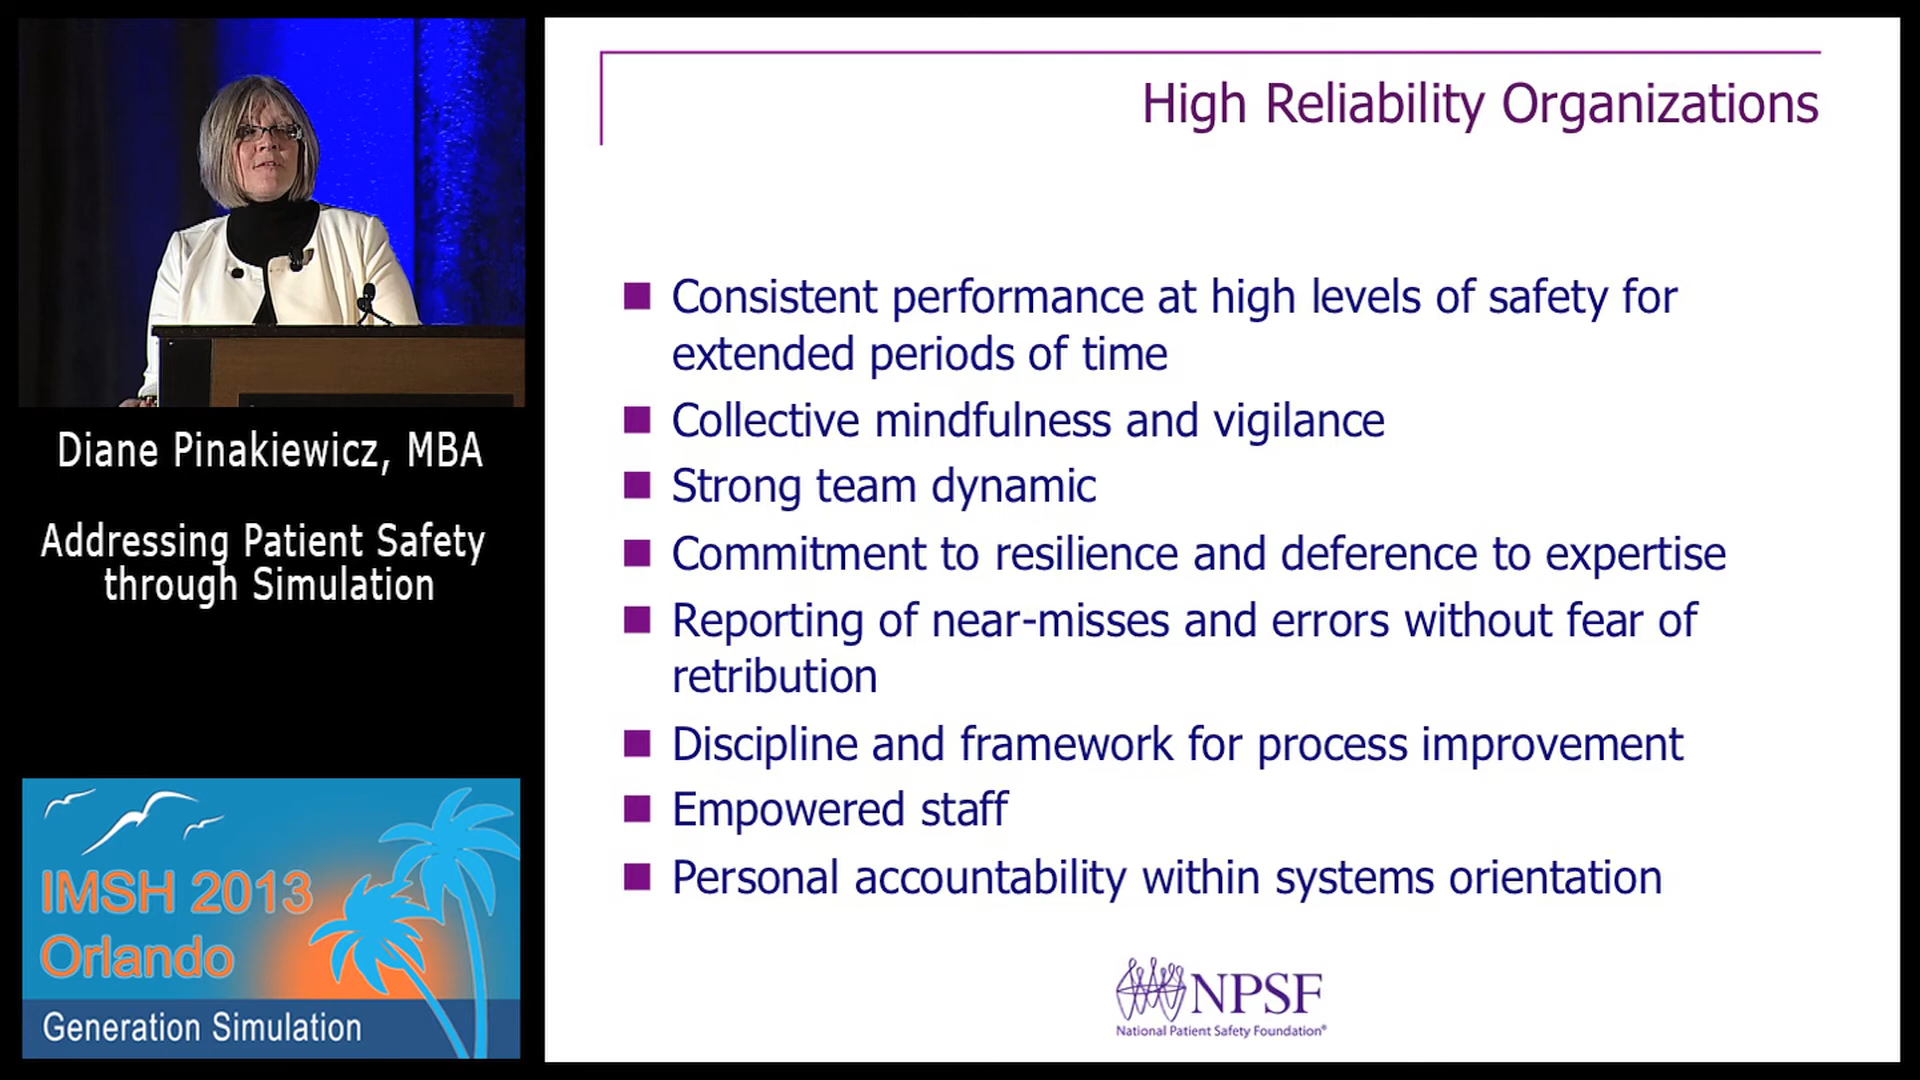 Diane Pinakiewicz, MBA
Addressing Patient Safety
through Simulation
IMSH 2013
Orlando
Generation Simulation
High Reliability Organizations
Consistent performance at high levels of safety for
extended periods of time
Collective mindfulness and vigilance
Strong team dynamic
Commitment to resilience and deference to expertise
Reporting of near-misses and errors without fear of
retribution
Discipline and framework for process improvement
Empowered staff
Personal accountability within systems orientation
NPSF
National Patient Safety Foundation®